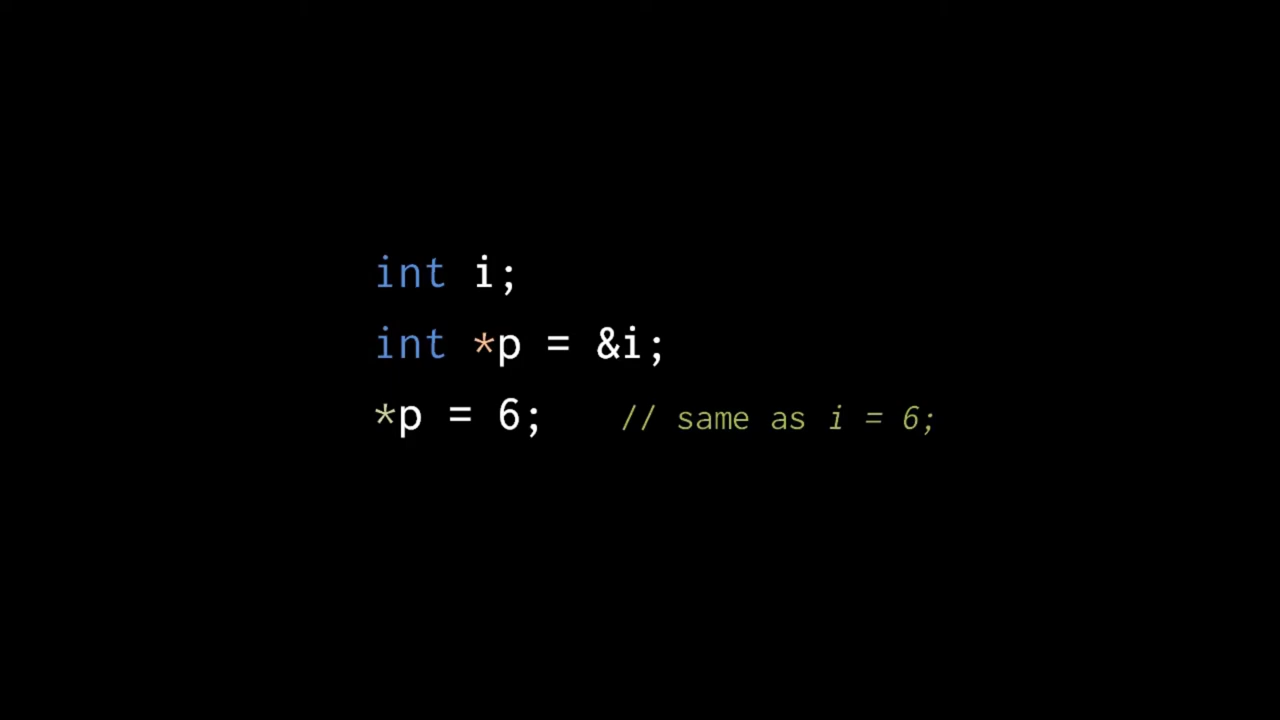 int i;
int *p = &i;
*p = 6; // same as i = 6;